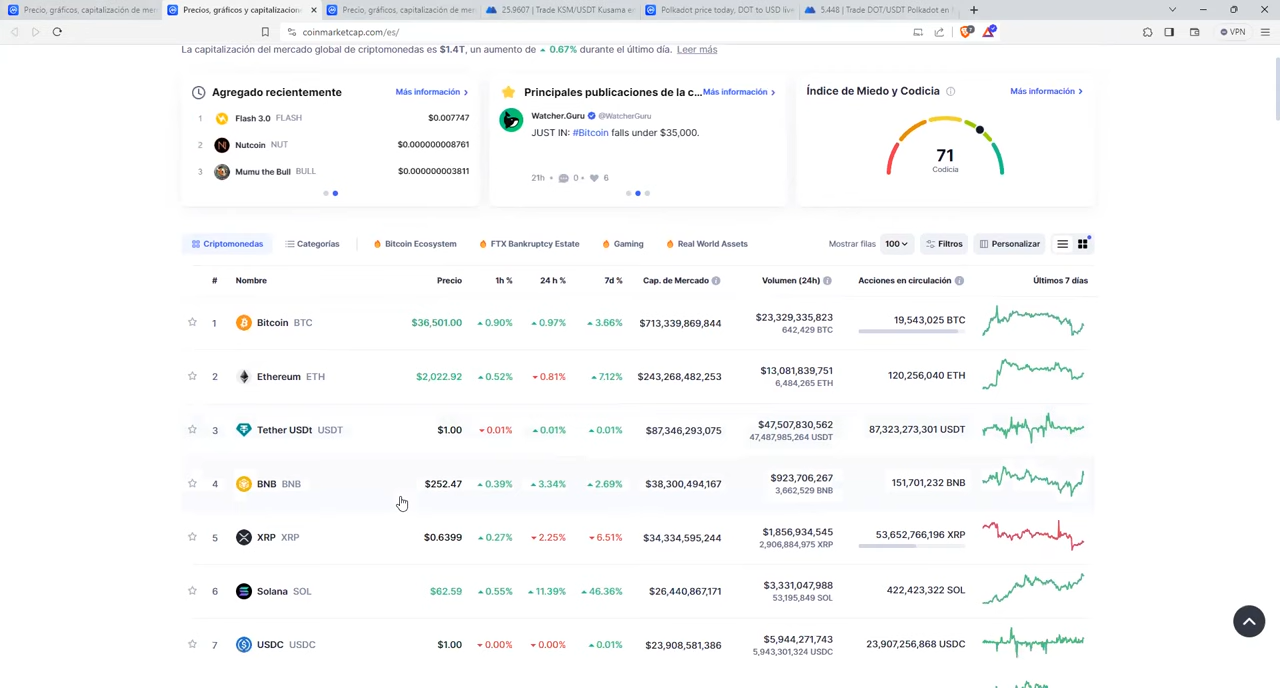 Precio, gráficos, capitalización de mer
Precios, gráficos y capitalizacion
Precio, gráficos, capitalización de mer
25.9607 | Trade KSM/USDT Kusama e
Polkadot price today, DOT to USD liv
5.448 | Trade DOT/USDT Polkadot en
coinmarketcap.com/es/
VPN
La capitalización del mercado global de criptomonedas es $1.4T, un aumento de 0.67% durante el último día. Leer más
Agregado recientemente Más información
1 Flash 3.0 FLASH $0.007747
2 Nutcoin NUT $0.000000008761
3 Mumu the Bull BULL $0.000000003811
Principales publicaciones de la c... Más información
Watcher.Guru @WatcherGuru
JUST IN: #Bitcoin falls under $35,000.
21h • 0 • 6
Índice de Miedo y Codicia Más información
71
Codicia
Criptomonedas Categorías Bitcoin Ecosystem FTX Bankruptcy Estate Gaming Real World Assets Mostrar filas 100 Filtros Personalizar
# Nombre Precio 1h % 24 h % 7d % Cap. de Mercado Volumen (24h) Acciones en circulación Últimos 7 días
1 Bitcoin BTC $36,501.00 0.90% 0.97% 3.66% $713,339,869,844 $23,329,335,823 19,543,025 BTC
642,429 BTC
2 Ethereum ETH $2,022.92 0.52% 0.81% 7.12% $243,268,482,253 $13,081,839,751 120,256,040 ETH
6,484,265 ETH
3 Tether USDt USDT $1.00 0.01% 0.01% 0.01% $87,346,293,075 $47,507,830,562 87,323,273,301 USDT
47,487,985,264 USDT
4 BNB BNB $252.47 0.39% 3.34% 2.69% $38,300,494,167 $923,706,267 151,701,232 BNB
3,662,529 BNB
5 XRP XRP $0.6399 0.27% 2.25% 6.51% $34,334,595,244 $1,856,934,545 53,652,766,196 XRP
2,906,884,975 XRP
6 Solana SOL $62.59 0.55% 11.39% 46.36% $26,440,867,171 $3,331,047,988 422,423,322 SOL
53,195,849 SOL
7 USDC USDC $1.00 0.00% 0.00% 0.01% $23,908,581,386 $5,944,271,743 23,907,256,868 USDC
5,943,301,324 USDC